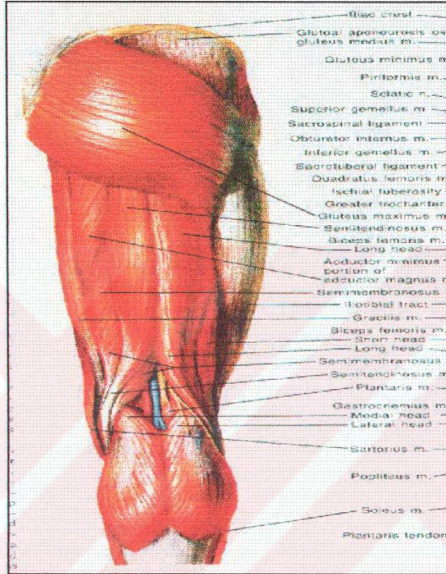 Iliac crest
Gluteal aponeurosis ov
gluteus medius m.
Gluteus minimus m
Piriformis m.
Sciatic n.
Superior gemellus m
Sacrospinal ligament
Obturator internus m.
Inferior gemellus m.
Sacrotuberal ligament
Quadratus femoris m
Ischial tuberosity
Greater trochanter
Gluteus maximus m
Semitendinosus m.
Biceps femoris m.
Long head
Adductor minimus
portion of
adductor magnus m
Semimembranosus
Iliotibial tract
Gracilis m.
Biceps femoris m.
Short head
Long head
Semimembranosus
Semitendinosus m.
Plantaris m.
Gastrocnemius m.
Medial head
Lateral head
Sartorius m.
Popliteus m.
Soleus m.
Plantaris tendon